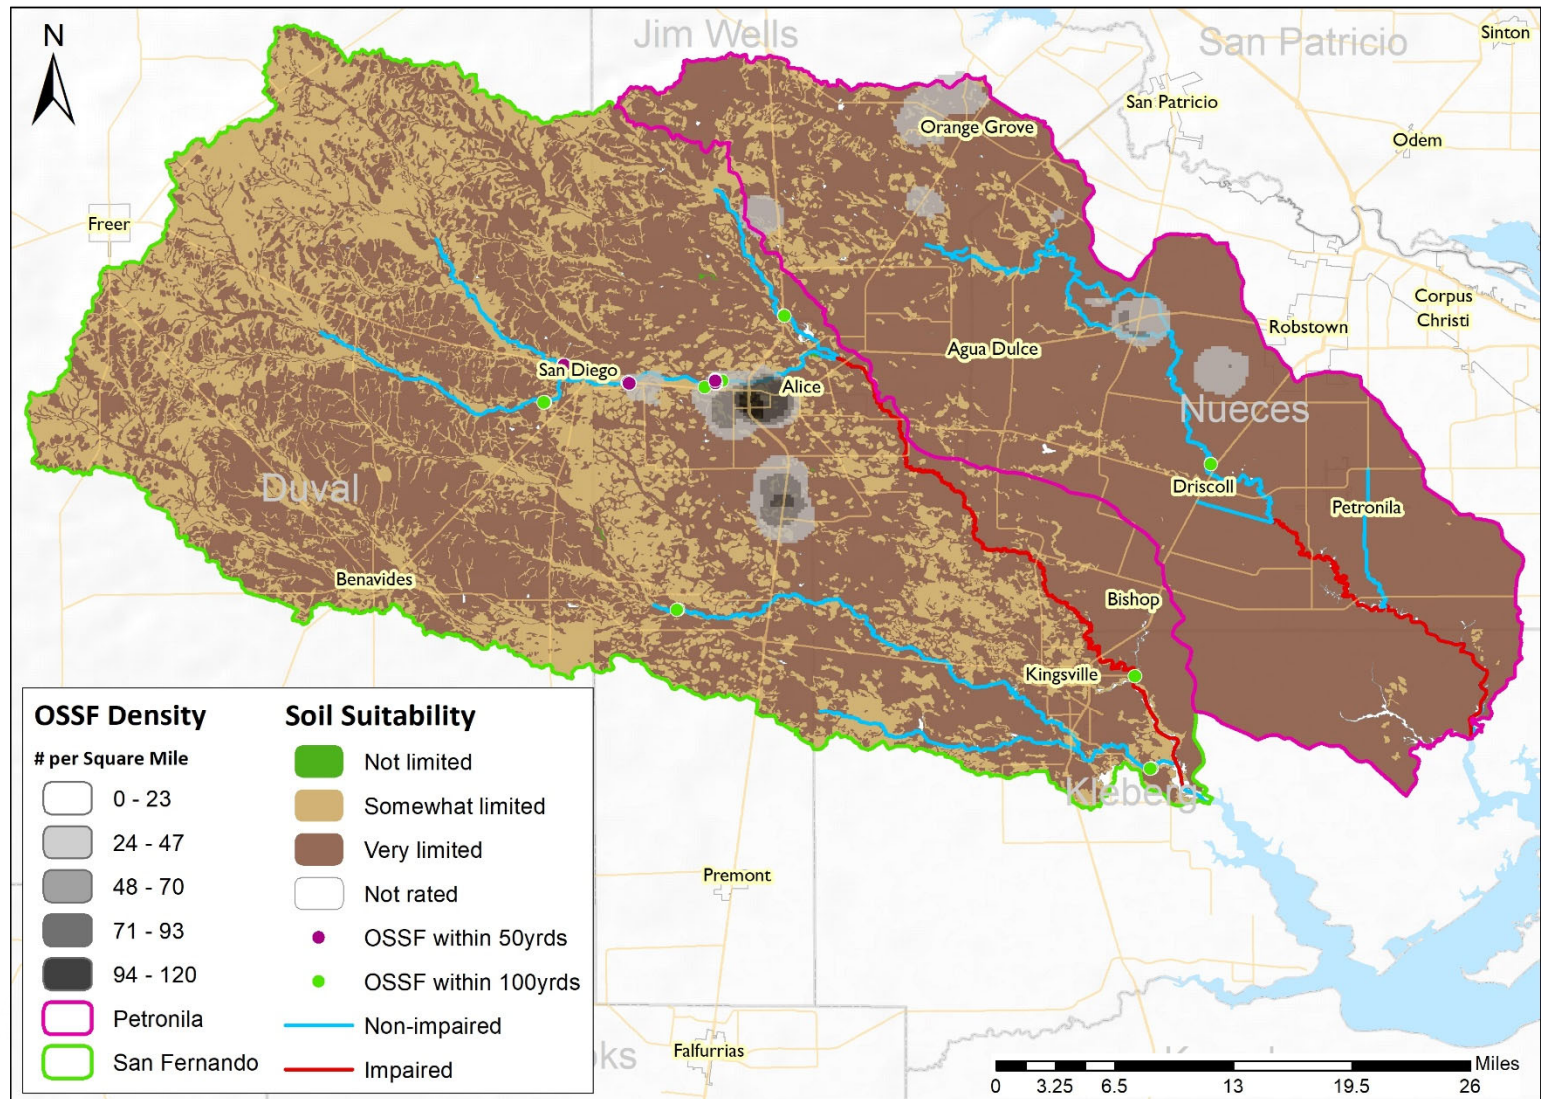 N
Jim Wells
San Patricio
Sinton
San Patricio
Odem
Orange Grove
Freer
Corpus
Christi
Robstown
Agua Dulce
San Diego
Alice
Nueces
Duval
Driscoll
Petronila
Benavides
Bishop
Kingsville
Kleberg
Premont
Falfurrias
OSSF Density
# per Square Mile
0 - 23
24 - 47
48 - 70
71 - 93
94 - 120
Petronila
San Fernando
Soil Suitability
Not limited
Somewhat limited
Very limited
Not rated
OSSF within 50yrds
OSSF within 100yrds
Non-impaired
Impaired
Miles
0 3.25 6.5 13 19.5 26